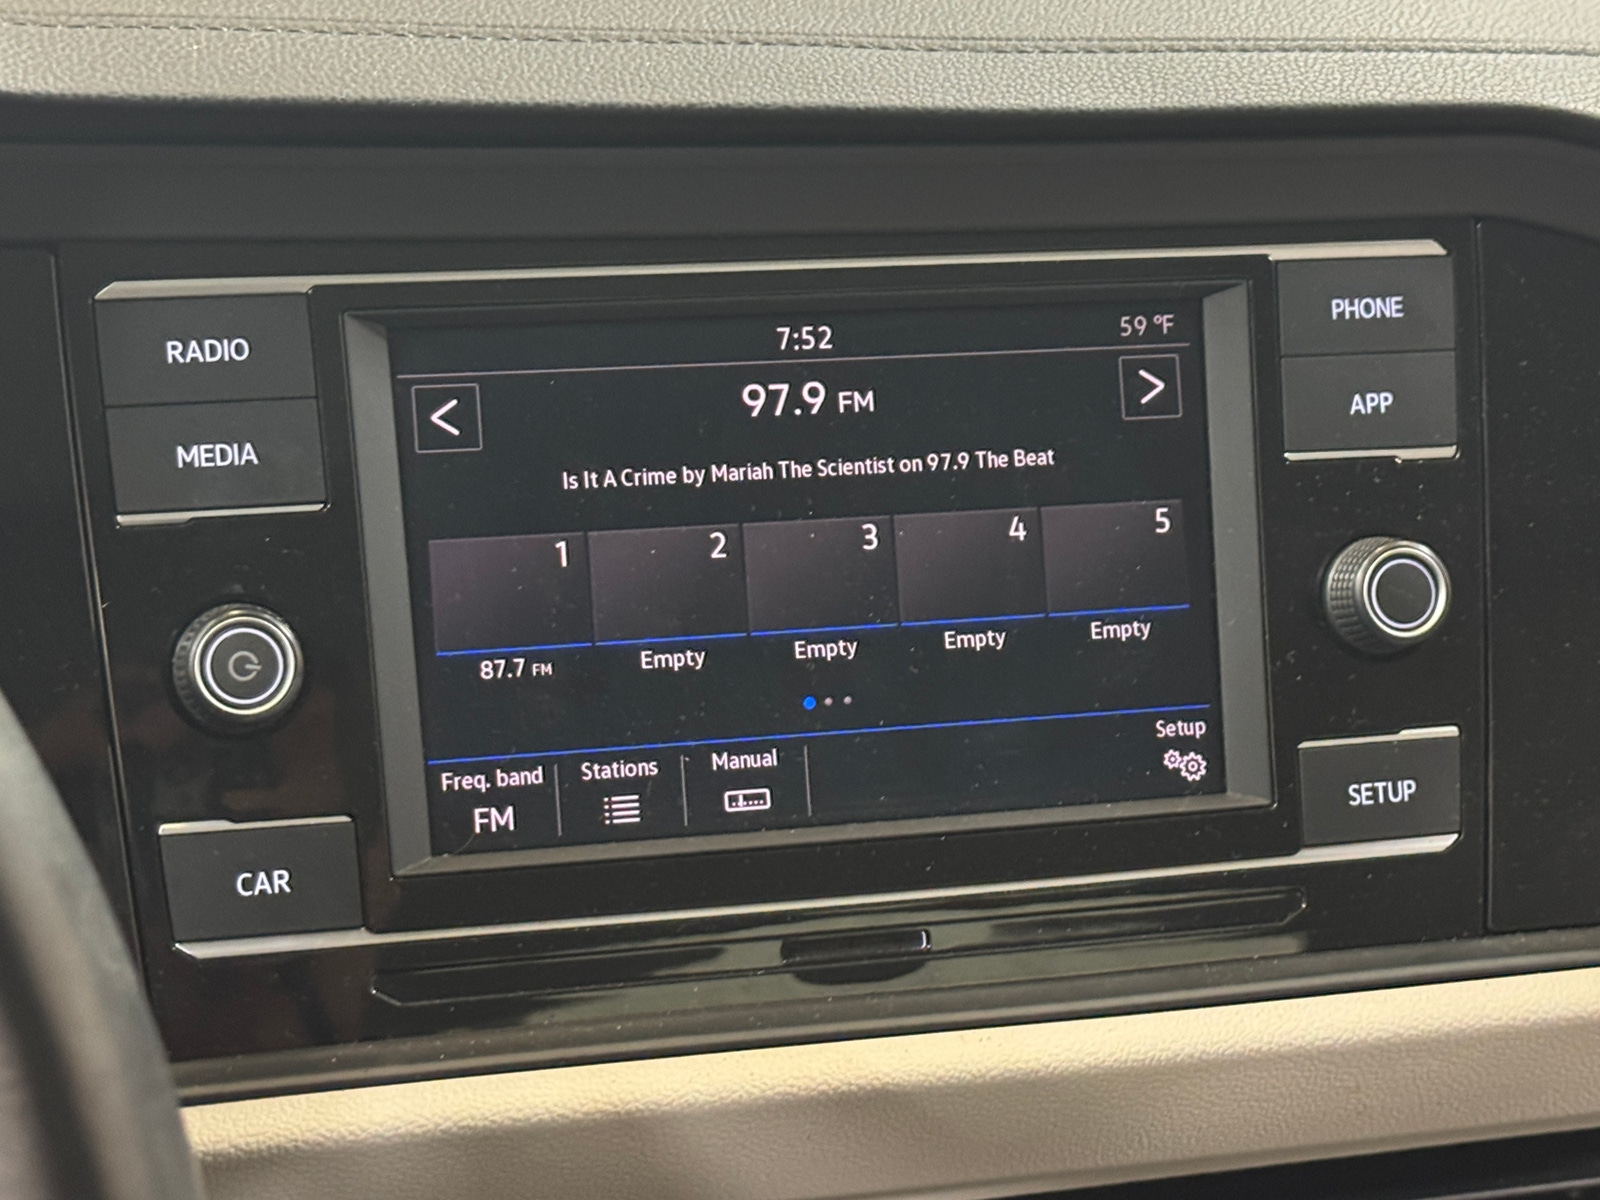 RADIO
MEDIA
CAR
7:52
59 °F
<
97.9 FM
>
Is It A Crime by Mariah The Scientist on 97.9 The Beat
1
2
3
4
5
87.7 FM
Empty
Empty
Empty
Empty
Freq. band
FM
Stations
Manual
Setup
PHONE
APP
SETUP